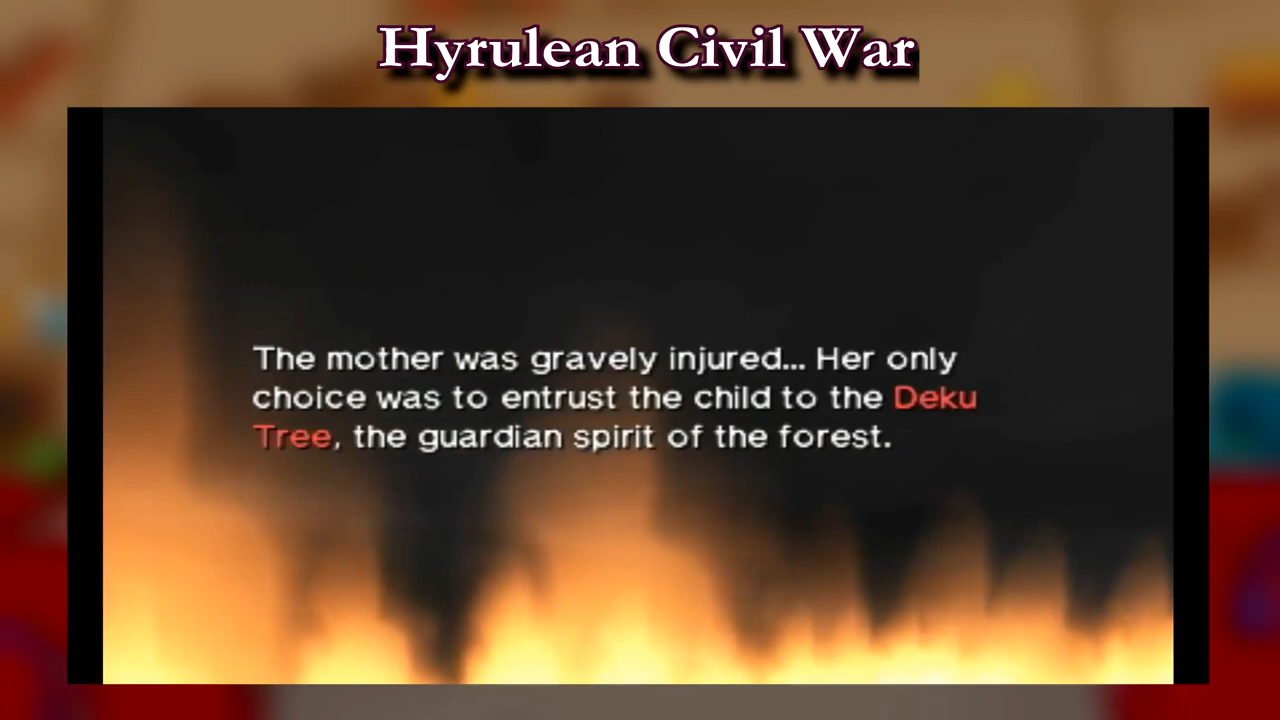 Hyrulean Civil War
The mother was gravely injured... Her only
choice was to entrust the child to the Deku
Tree, the guardian spirit of the forest.